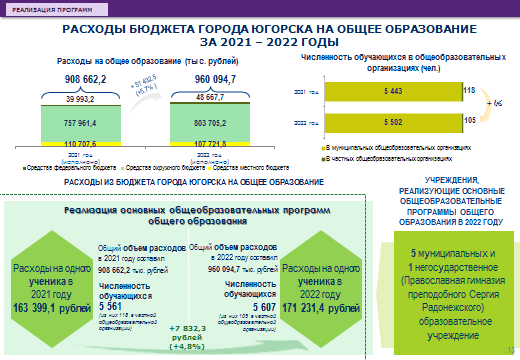 РЕАЛИЗАЦИЯ ПРОГРАММ
РАСХОДЫ БЮДЖЕТА ГОРОДА ЮГОРСКА НА ОБЩЕЕ ОБРАЗОВАНИЕ
ЗА 2021 – 2022 ГОДЫ
Расходы на общее образование (тыс. рублей)
908 662,2
960 094,7
+ 51 432,5
(+5,7%)
39 993,2
48 667,7
757 961,4
803 705,2
110 707,6
107 721,8
2021 год
(исполнено)
2022 год
(исполнено)
Средства федерального бюджета
Средства окружного бюджета
Средства местного бюджета
Численность обучающихся в общеобразовательных
организациях (чел.)
2021 год
5 443
118
2022 год
5 502
105
В муниципальных общеобразовательных организациях
В частных общеобразовательных организациях
РАСХОДЫ ИЗ БЮДЖЕТА ГОРОДА ЮГОРСКА НА ОБЩЕЕ ОБРАЗОВАНИЕ
Реализация основных общеобразовательных программ
общего образования
Расходы на одного
ученика в
2021 году
163 399,1 рублей
Общий объем расходов
в 2021 году составил
908 662,2 тыс. рублей
Численность
обучающихся
5 561
(из них 118 в частной
общеобразовательной
организации)
+7 832,3
рублей
(+4,8%)
Общий объем расходов
в 2022 году составил
960 094,7 тыс. рублей
Численность
обучающихся
5 607
(из них 105 в частной
общеобразовательной
организации)
Расходы на одного
ученика в
2022 году
171 231,4 рублей
УЧРЕЖДЕНИЯ,
РЕАЛИЗУЮЩИЕ ОСНОВНЫЕ
ОБЩЕОБРАЗОВАТЕЛЬНЫЕ
ПРОГРАММЫ ОБЩЕГО
ОБРАЗОВАНИЯ В 2022 ГОДУ
5 муниципальных и
1 негосударственное
(Православная гимназия
преподобного Сергия
Радонежского)
образовательное
учреждение